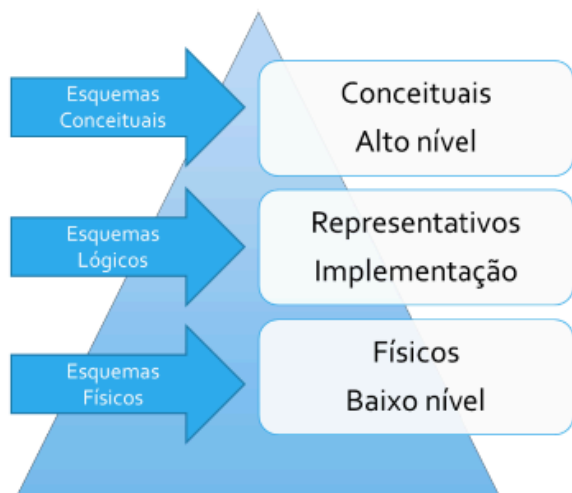 Esquemas
Conceituais
Conceituais
Alto nível
Esquemas
Lógicos
Representativos
Implementação
Esquemas
Físicos
Físicos
Baixo nível